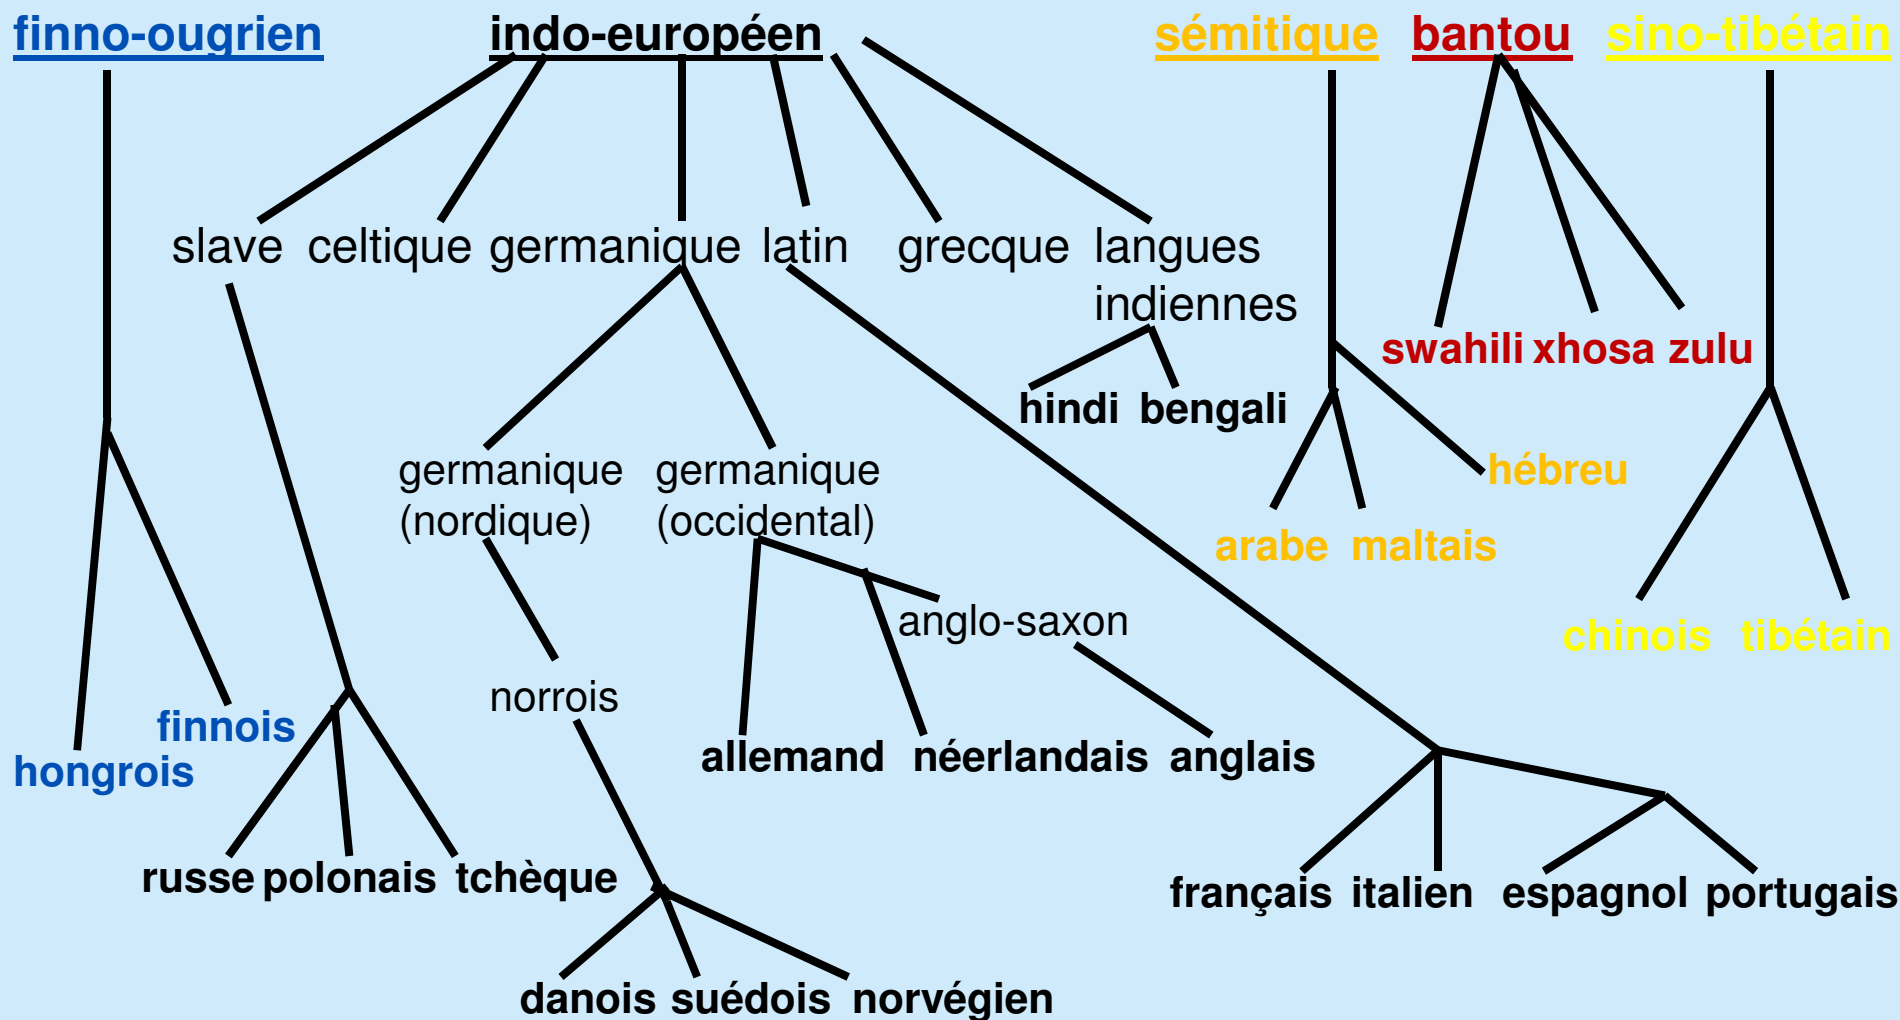 finno-ougrien indo-européen sémitique bantou sino-tibétain
slave celtique germanique latin grecque langues
indiennes
swahili xhosa zulu
hindi bengali
germanique germanique hébreu
(nordique) (occidental)
arabe maltais
anglo-saxon
chinois tibétain
norrois
finnois
allemand néerlandais anglais
hongrois
russe polonais tchèque
français italien espagnol portugais
danois suédois norvégien